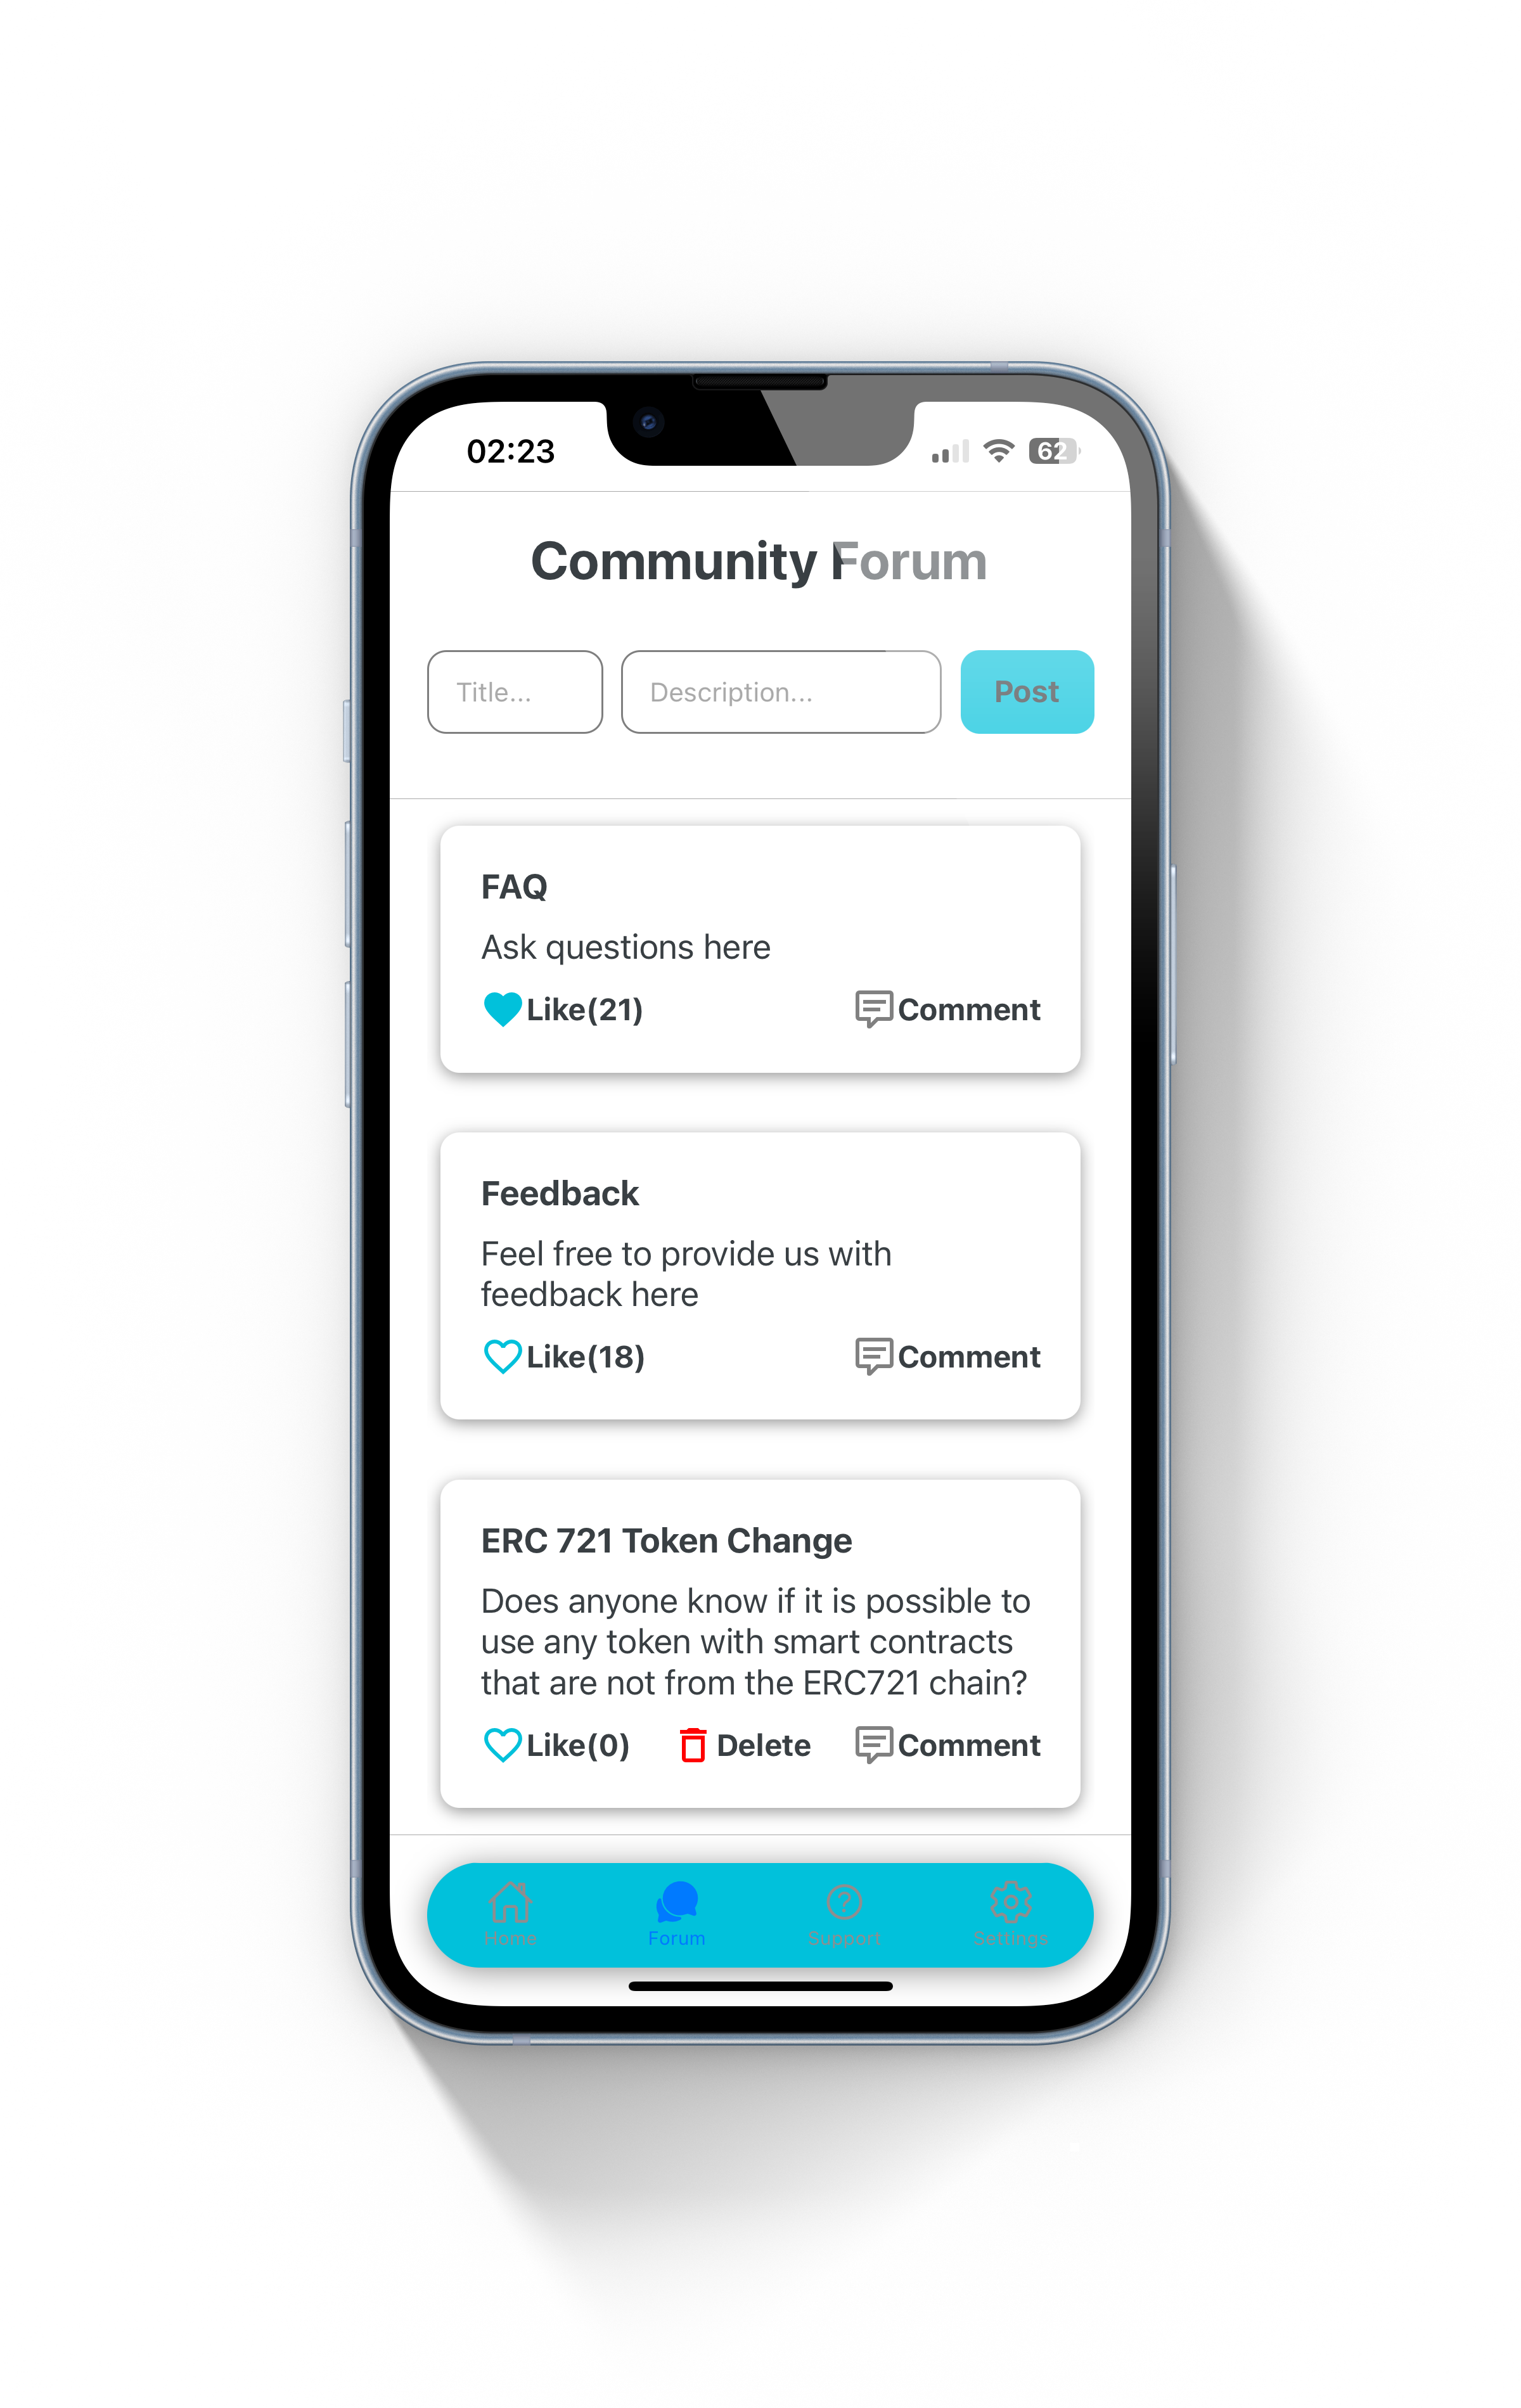 02:23
62
Community Forum
Title...
Description...
Post
FAQ
Ask questions here
Like(21)
Comment
Feedback
Feel free to provide us with
feedback here
Like(18)
Comment
ERC 721 Token Change
Does anyone know if it is possible to
use any token with smart contracts
that are not from the ERC721 chain?
Like(0)
Delete
Comment
Home
Forum
Support
Settings